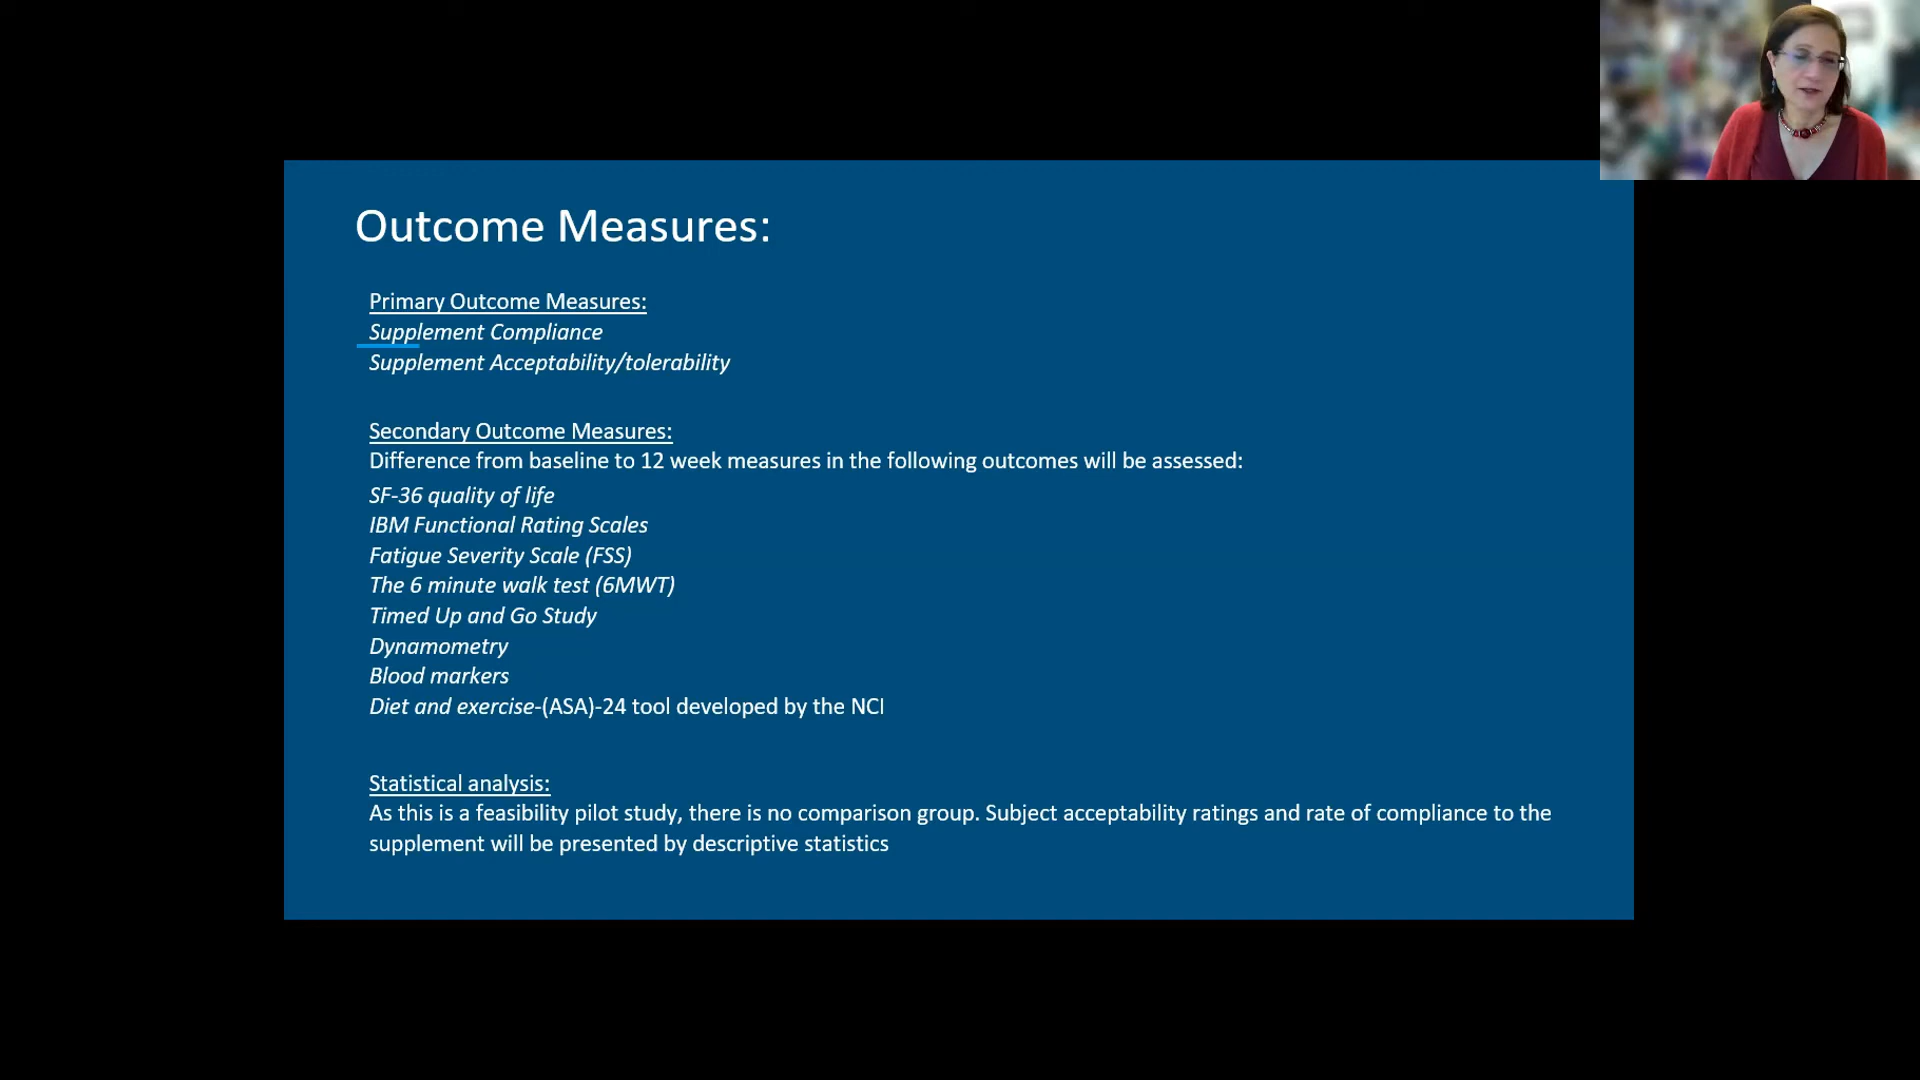 Outcome Measures:
Primary Outcome Measures:
Supplement Compliance
Supplement Acceptability/tolerability
Secondary Outcome Measures:
Difference from baseline to 12 week measures in the following outcomes will be assessed:
SF-36 quality of life
IBM Functional Rating Scales
Fatigue Severity Scale (FSS)
The 6 minute walk test (6MWT)
Timed Up and Go Study
Dynamometry
Blood markers
Diet and exercise-(ASA)-24 tool developed by the NCI
Statistical analysis:
As this is a feasibility pilot study, there is no comparison group. Subject acceptability ratings and rate of compliance to the
supplement will be presented by descriptive statistics